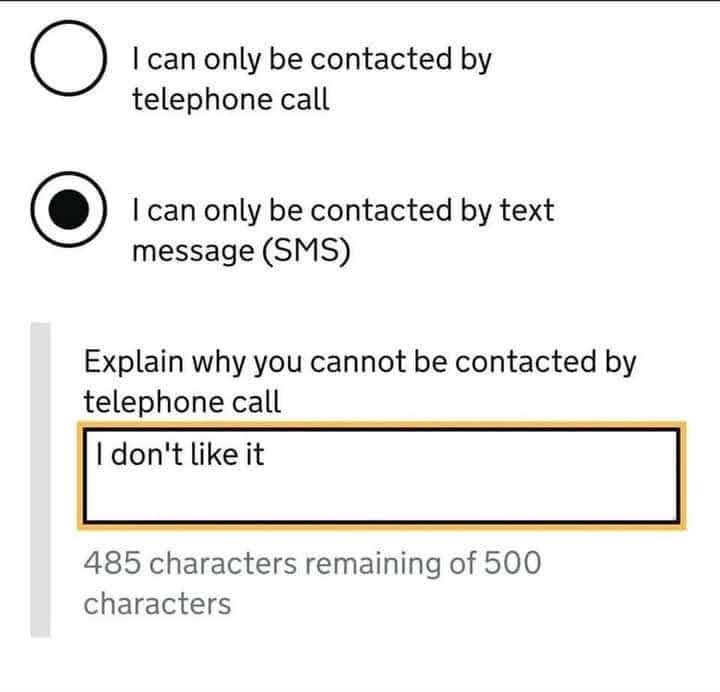 I can only be contacted by
telephone call
I can only be contacted by text
message (SMS)
Explain why you cannot be contacted by
telephone call
I don't like it
485 characters remaining of 500
characters